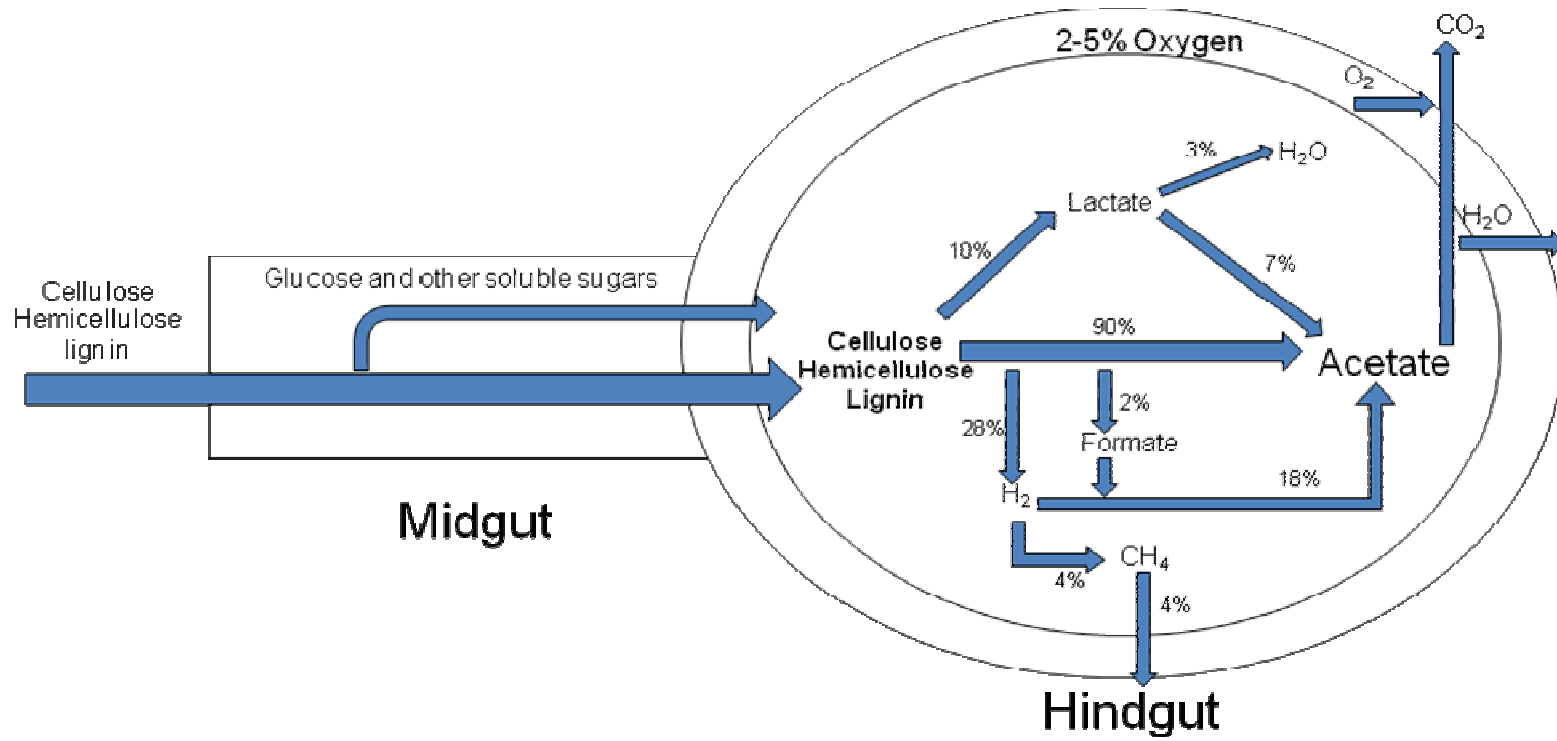 CO₂
2-5% Oxygen
O₂
3%
H₂O
Lactate
H₂O
10%
7%
Glucose and other soluble sugars
Cellulose
Hemicellulose
lignin
90%
Cellulose
Hemicellulose
Lignin
Acetate
2%
28%
Formate
18%
H₂
Midgut
CH₄
4%
4%
Hindgut